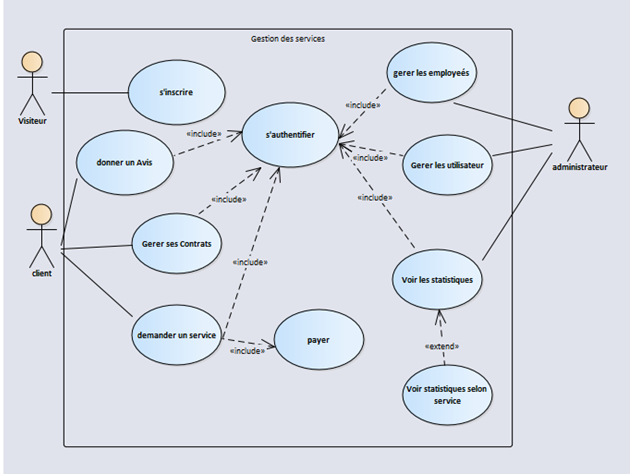 Gestion des services
gerer les employeés
s'inscrire
«include»
Visiteur
s'authentifier
«include»
administrateur
donner un Avis
«include»
Gerer les utilisateur
«include»
«include»
client
Gerer ses Contrats
«include»
Voir les statistiques
demander un service
payer
«include»
«extend»
Voir statistiques selon
service